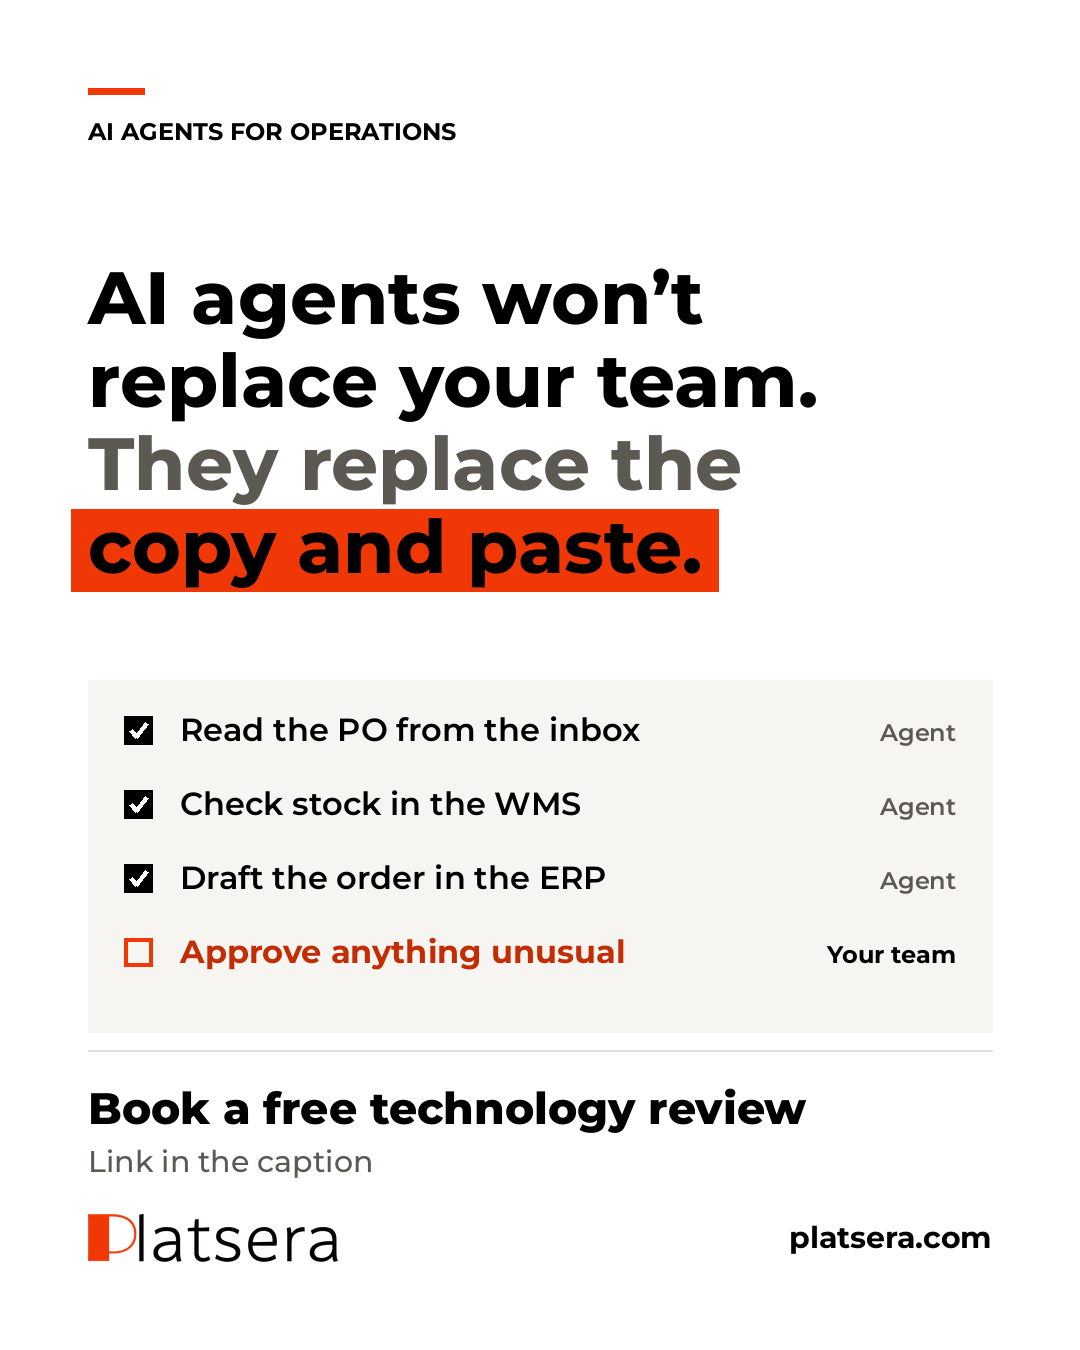 AI AGENTS FOR OPERATIONS
AI agents won’t
replace your team.
They replace the
copy and paste.
Read the PO from the inbox Agent
Check stock in the WMS Agent
Draft the order in the ERP Agent
Approve anything unusual Your team
Book a free technology review
Link in the caption
Platsera platsera.com